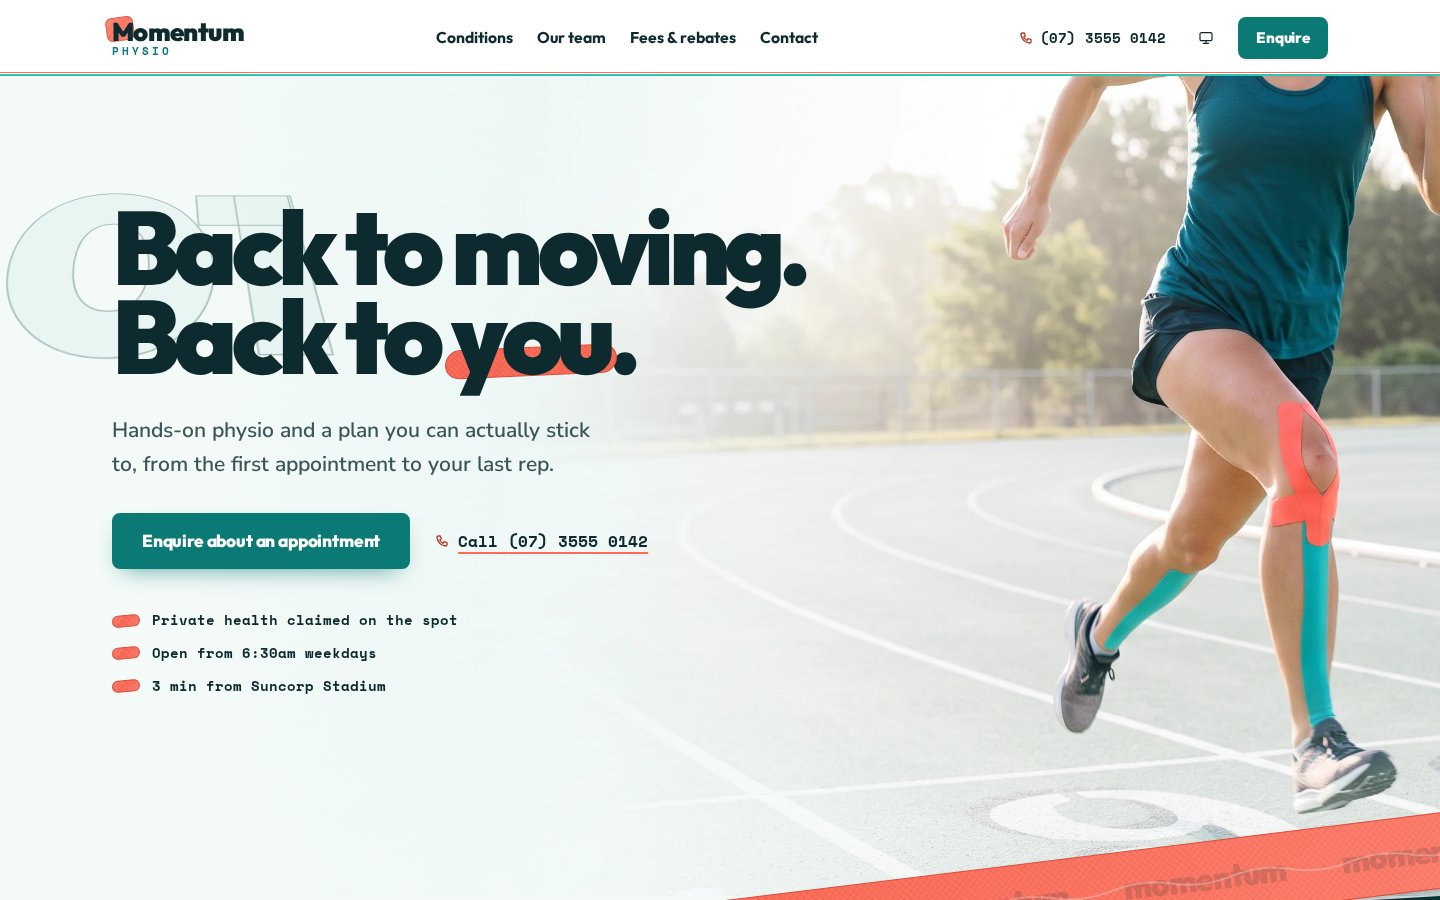 Momentum
PHYSIO
Conditions
Our team
Fees & rebates
Contact
(07) 3555 0142
Enquire
Back to moving.
Back to you.
Hands-on physio and a plan you can actually stick
to, from the first appointment to your last rep.
Enquire about an appointment
Call (07) 3555 0142
Private health claimed on the spot
Open from 6:30am weekdays
3 min from Suncorp Stadium
momentum